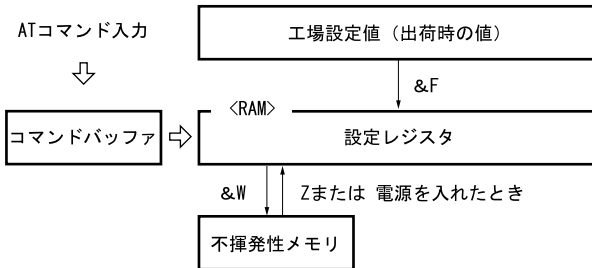 ATコマンド入力
工場設定値（出荷時の値）
&F
<RAM>
コマンドバッファ
設定レジスタ
&W
Zまたは 電源を入れたとき
不揮発性メモリ